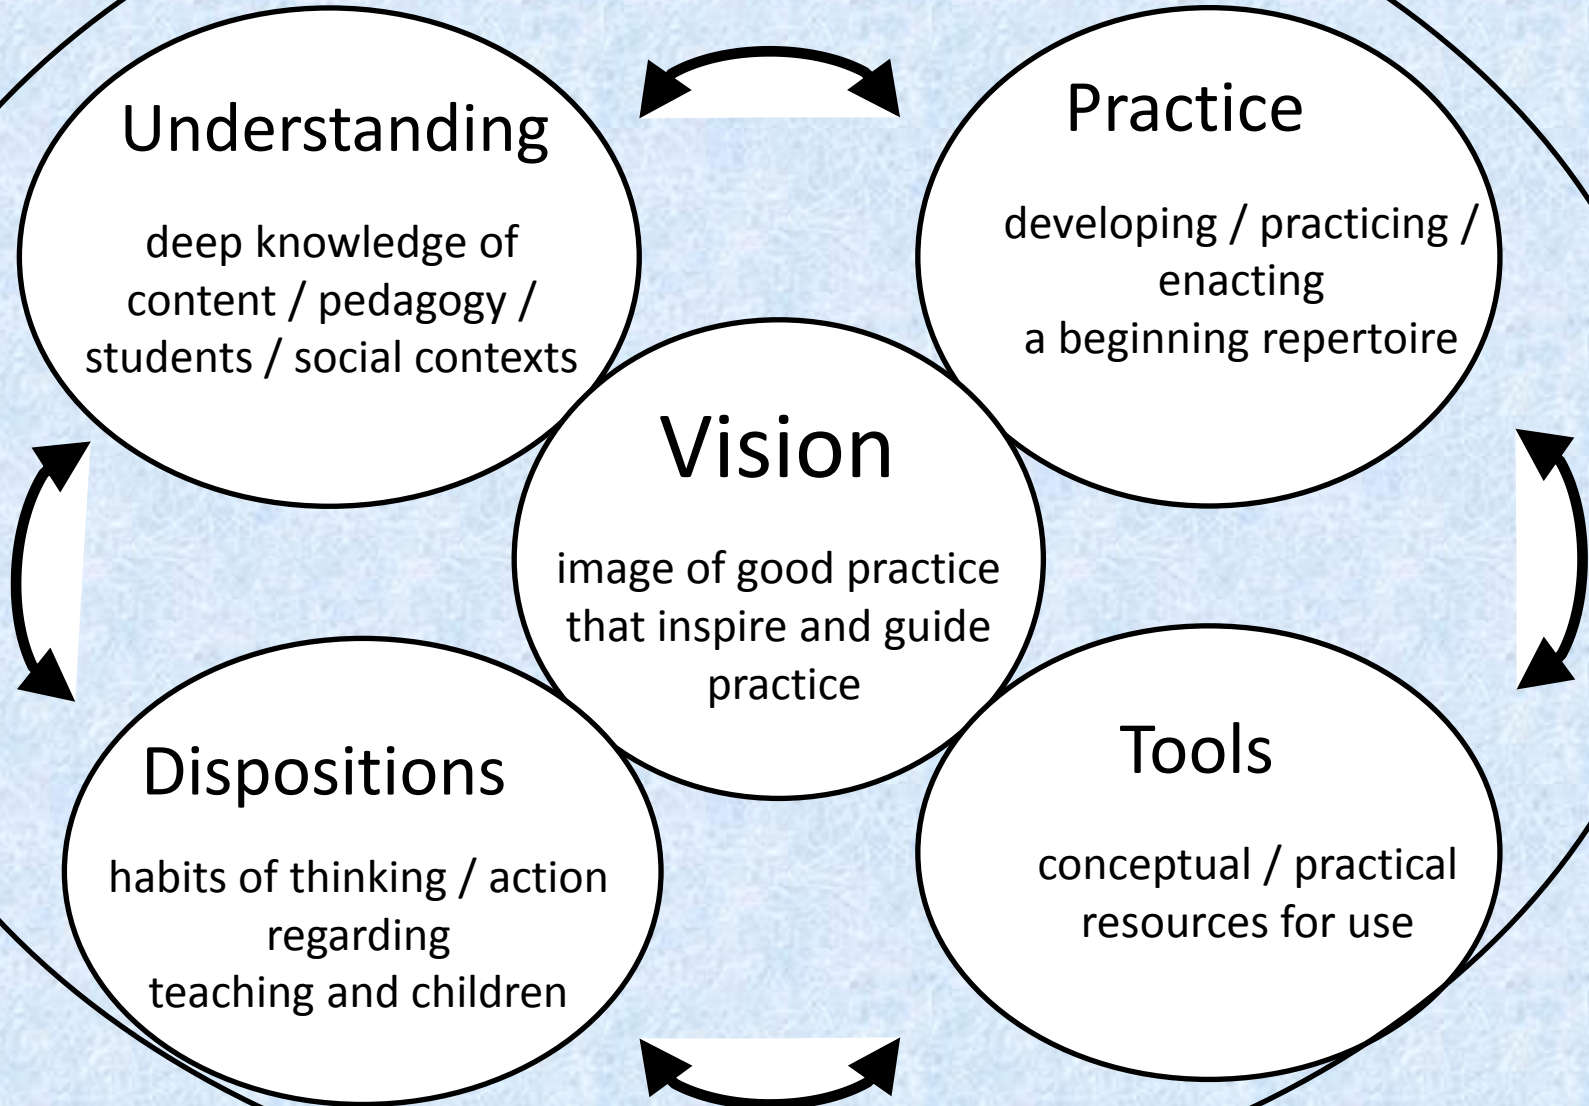 Understanding
deep knowledge of
content / pedagogy /
students / social contexts
Practice
developing / practicing /
enacting
a beginning repertoire
Vision
image of good practice
that inspire and guide
practice
Dispositions
habits of thinking / action
regarding
teaching and children
Tools
conceptual / practical
resources for use